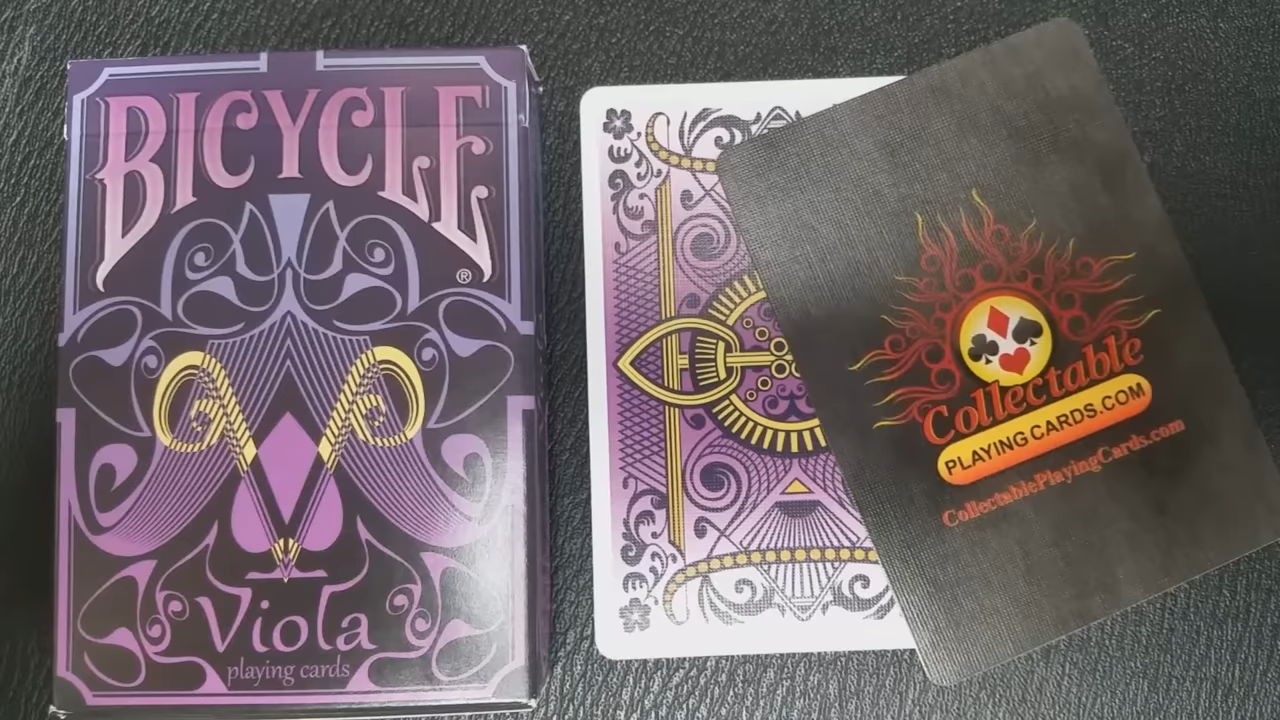 BICYCLE
®
V
Viola
playing cards
Collectable
PLAYING CARDS.COM
CollectablePlayingCards.com